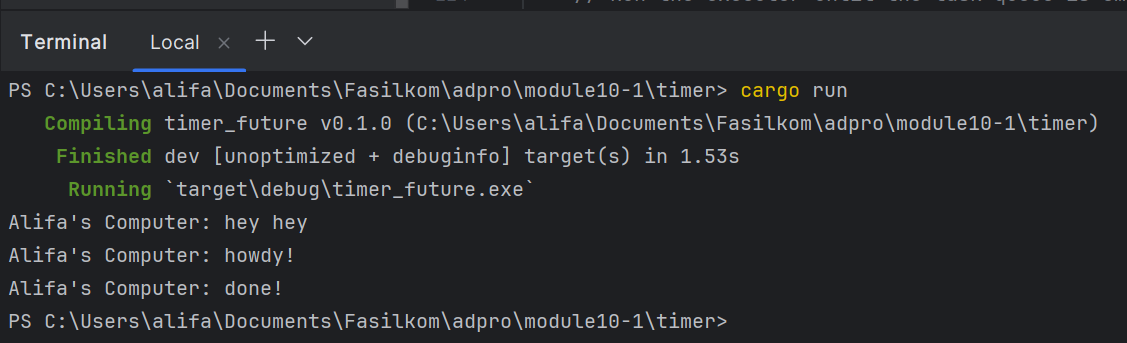 Terminal Local × + ⌄
PS C:\Users\alifa\Documents\Fasilkom\adpro\module10-1\timer> cargo run
   Compiling timer_future v0.1.0 (C:\Users\alifa\Documents\Fasilkom\adpro\module10-1\timer)
    Finished dev [unoptimized + debuginfo] target(s) in 1.53s
     Running `target\debug\timer_future.exe`
Alifa's Computer: hey hey
Alifa's Computer: howdy!
Alifa's Computer: done!
PS C:\Users\alifa\Documents\Fasilkom\adpro\module10-1\timer>